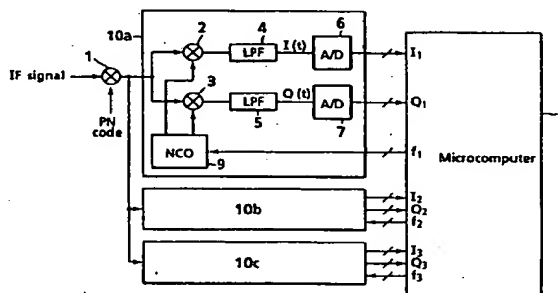 10a
1
2
4
6
LPF
I(t)
A/D
I1
IF signal
3
Q(t)
LPF
A/D
Q1
PN
code
5
7
NCO
9
f1
Microcomputer
10b
I2
Q2
f2
10c
I3
Q3
f3